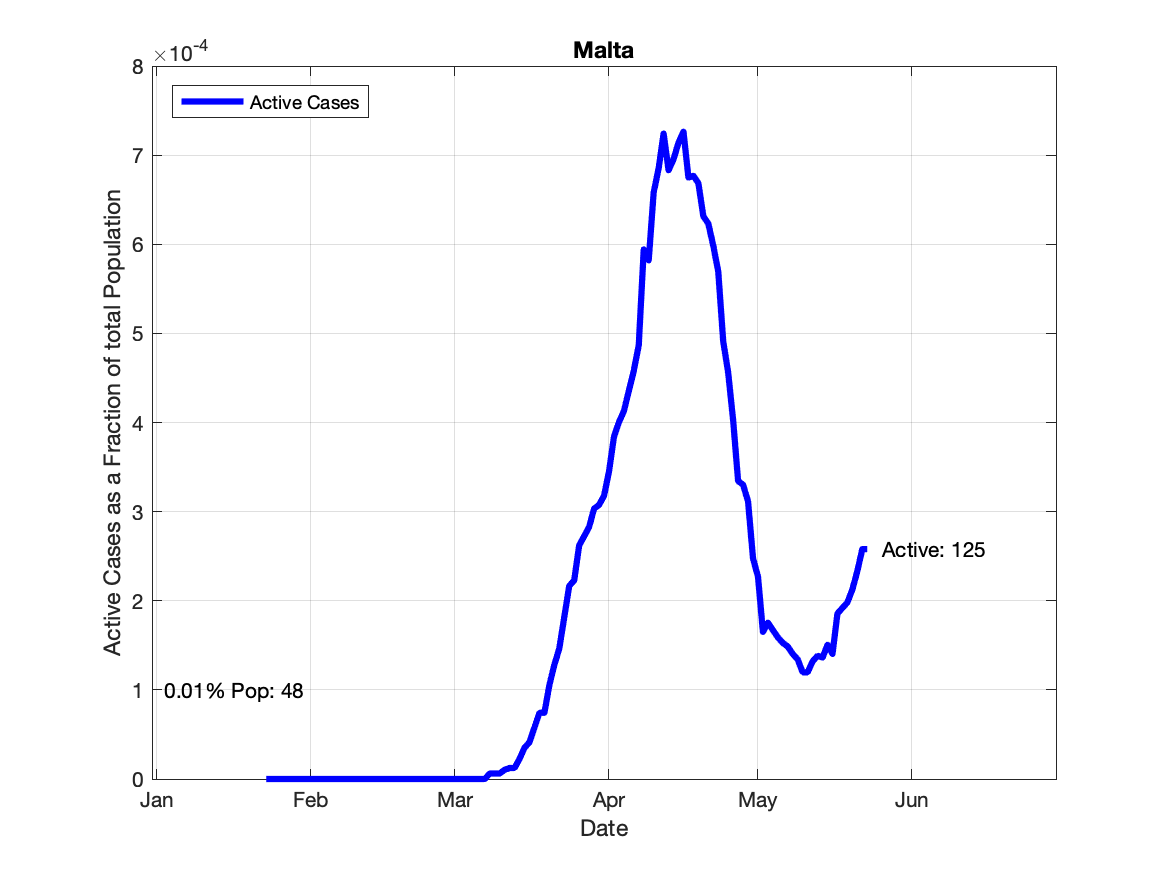 Malta
×10-4
Active Cases
8
7
6
5
4
3
2
1
0
Active Cases as a Fraction of total Population
Active: 125
0.01% Pop: 48
Jan Feb Mar Apr May Jun
Date